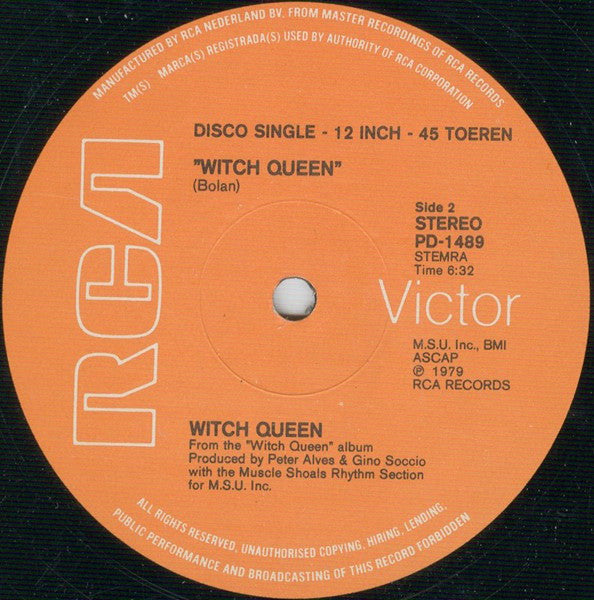 MANUFACTURED BY RCA NEDERLAND BV. FROM MASTER RECORDINGS OF RCA RECORDS
TM(S) MARCA(S) REGISTRADA(S) USED BY AUTHORITY OF RCA CORPORATION
RCA
DISCO SINGLE - 12 INCH - 45 TOEREN
"WITCH QUEEN"
(Bolan)
Side 2
STEREO
PD-1489
STEMRA
Time 6:32
Victor
M.S.U. Inc., BMI
ASCAP
℗ 1979
RCA RECORDS
WITCH QUEEN
From the "Witch Queen" album
Produced by Peter Alves & Gino Soccio
with the Muscle Shoals Rhythm Section
for M.S.U. Inc.
ALL RIGHTS RESERVED, UNAUTHORISED COPYING, HIRING, LENDING,
PUBLIC PERFORMANCE AND BROADCASTING OF THIS RECORD FORBIDDEN